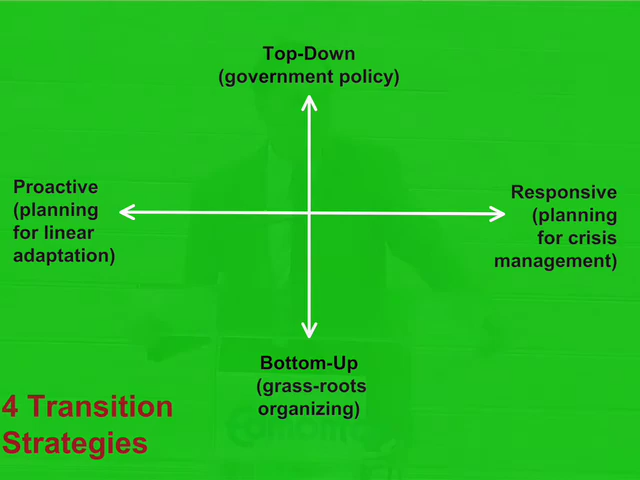 Top-Down
(government policy)
Proactive
(planning
for linear
adaptation)
Responsive
(planning
for crisis
management)
Bottom-Up
(grass-roots
organizing)
4 Transition
Strategies